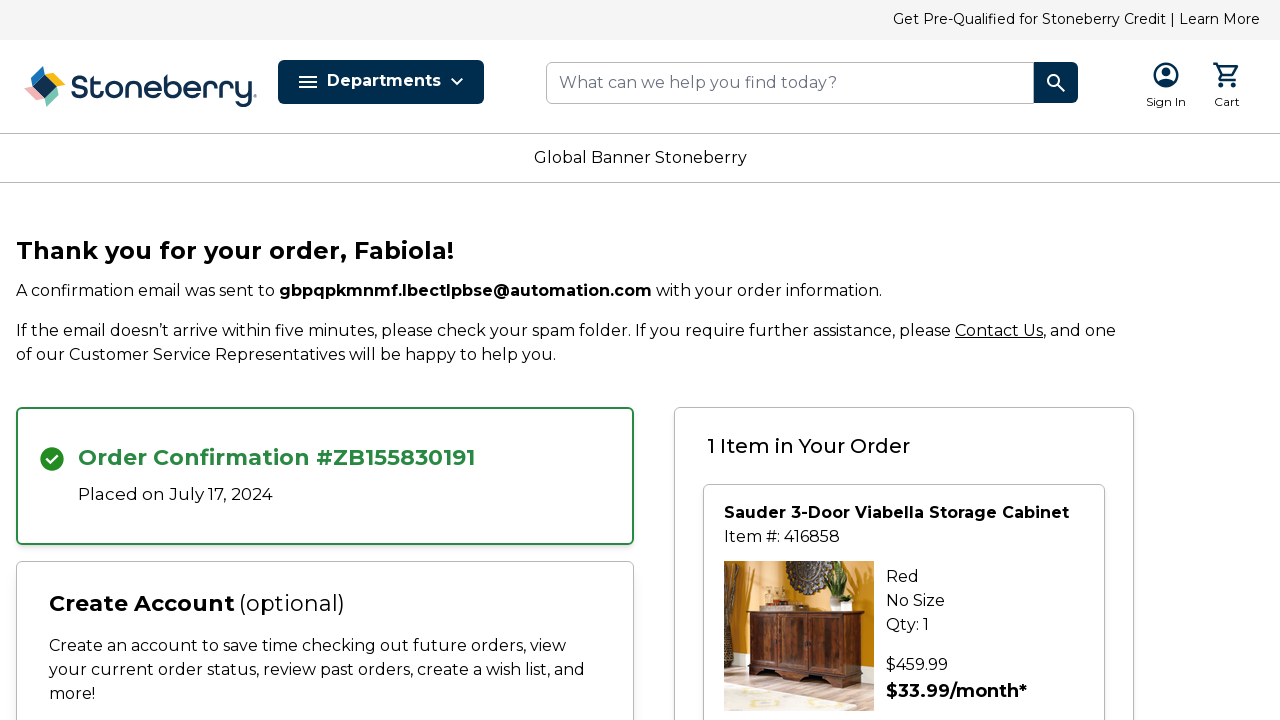 Get Pre-Qualified for Stoneberry Credit | Learn More
Stoneberry
Departments
What can we help you find today?
Sign In
Cart
Global Banner Stoneberry
Thank you for your order, Fabiola!
A confirmation email was sent to gbpqpkmnmf.lbectlpbse@automation.com with your order information.
If the email doesn’t arrive within five minutes, please check your spam folder. If you require further assistance, please Contact Us, and one
of our Customer Service Representatives will be happy to help you.
Order Confirmation #ZB155830191
Placed on July 17, 2024
Create Account (optional)
Create an account to save time checking out future orders, view
your current order status, review past orders, create a wish list, and
more!
1 Item in Your Order
Sauder 3-Door Viabella Storage Cabinet
Item #: 416858
Red
No Size
Qty: 1
$459.99
$33.99/month*